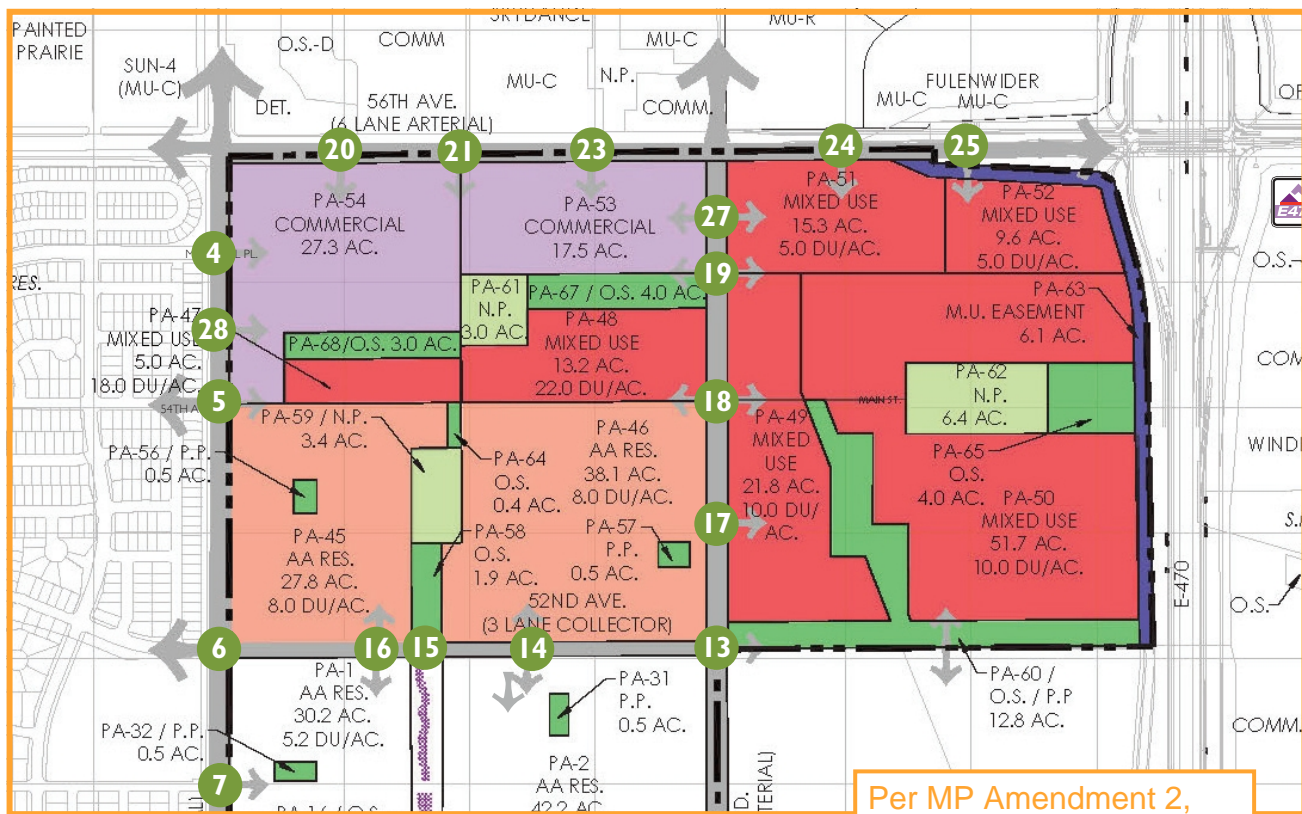 PAINTED
PRAIRIE
SUN-4
(MU-C)
O.S.-D
DET.
COMM
56TH AVE.
(6 LANE ARTERIAL)
SKYDANCE
MU-C
MU-C
N.P.
COMM.
MU-R
MU-C
FULENWIDER
MU-C
20
21
23
24
25
PA-54
COMMERCIAL
27.3 AC.
PA-53
COMMERCIAL
17.5 AC.
PA-51
MIXED USE
15.3 AC.
5.0 DU/AC.
PA-52
MIXED USE
9.6 AC.
5.0 DU/AC.
27
4
PL.
19
RES.
PA-47
MIXED USE
5.0 AC.
18.0 DU/AC.
28
PA-61
N.P.
3.0 AC.
PA-67 / O.S. 4.0 AC.
PA-68/O.S. 3.0 AC.
PA-48
MIXED USE
13.2 AC.
22.0 DU/AC.
PA-63
M.U. EASEMENT
6.1 AC.
O.S.
5
54TH
18
MAIN ST.
PA-62
N.P.
6.4 AC.
PA-59 / N.P.
3.4 AC.
PA-56 / P.P.
0.5 AC.
PA-64
O.S.
0.4 AC.
PA-46
AA RES.
38.1 AC.
8.0 DU/AC.
PA-49
MIXED
USE
21.8 AC.
10.0 DU/
AC.
PA-65
O.S.
4.0 AC.
PA-50
MIXED USE
51.7 AC.
10.0 DU/AC.
PA-45
AA RES.
27.8 AC.
8.0 DU/AC.
PA-58
O.S.
1.9 AC.
PA-57
P.P.
0.5 AC.
17
52ND AVE.
(3 LANE COLLECTOR)
E-470
O.S.
6
16
15
14
13
PA-1
AA RES.
30.2 AC.
5.2 DU/AC.
PA-32 / P.P.
0.5 AC.
7
PA-31
P.P.
0.5 AC.
PA-2
AA RES.
42.2 AC.
PA-60 /
O.S. / P.P
12.8 AC.
COMM.
Per MP Amendment 2,